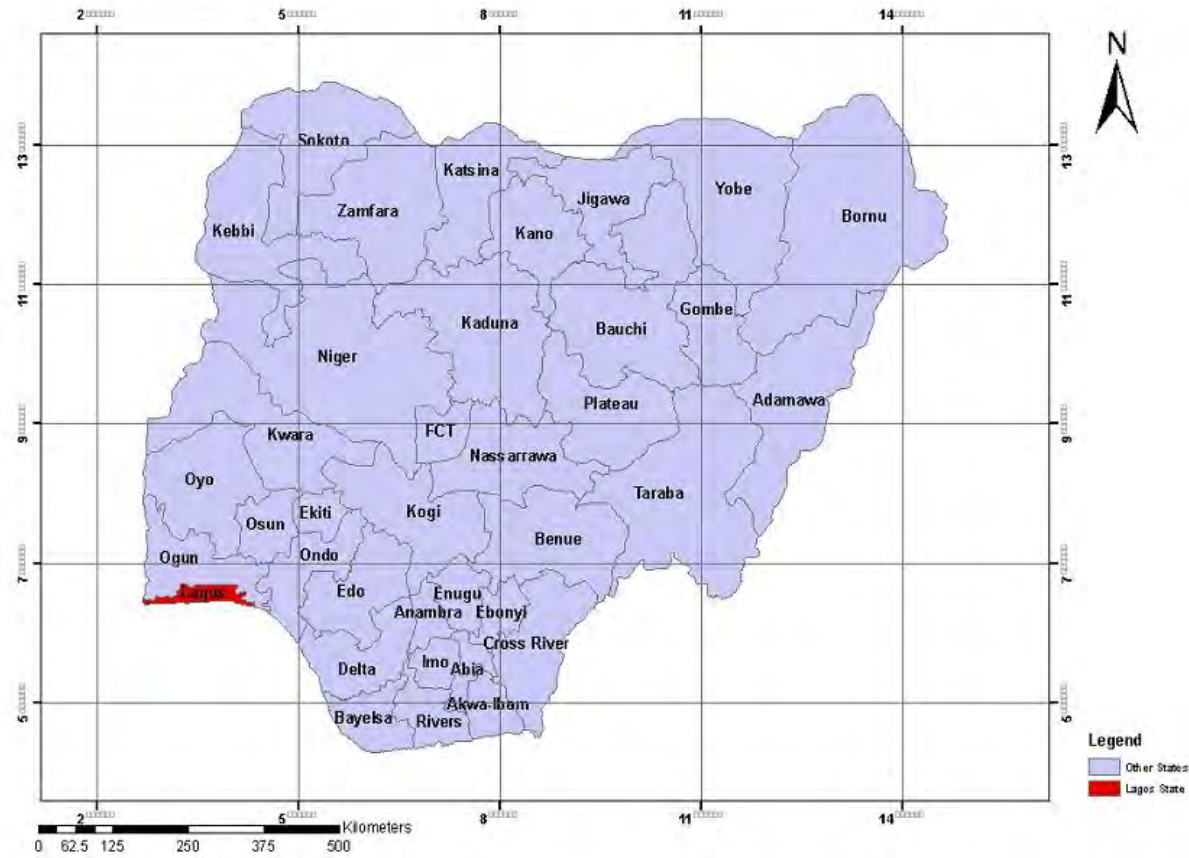 2 5 8 11 14
N
Sokoto
13 13
Katsina
Yobe
Jigawa
Zamfara
Bornu
Kebbi
Kano
11 11
Gombe
Kaduna
Bauchi
Niger
Adamawa
Plateau
9 9
FCT
Kwara
Nassarrawa
Oyo
Taraba
Kogi
Ekiti
Osun
Benue
Ondo
Ogun
7 7
Edo
Enugu
Lagos
Anambra Ebonyi
Cross River
Imo
Delta
Abia
5
Akwa-Ibom
Bayelsa
Rivers
Legend
Other States
Lagos State
2 5 8 11 14
Kilometers
0 62.5 125 250 375 500